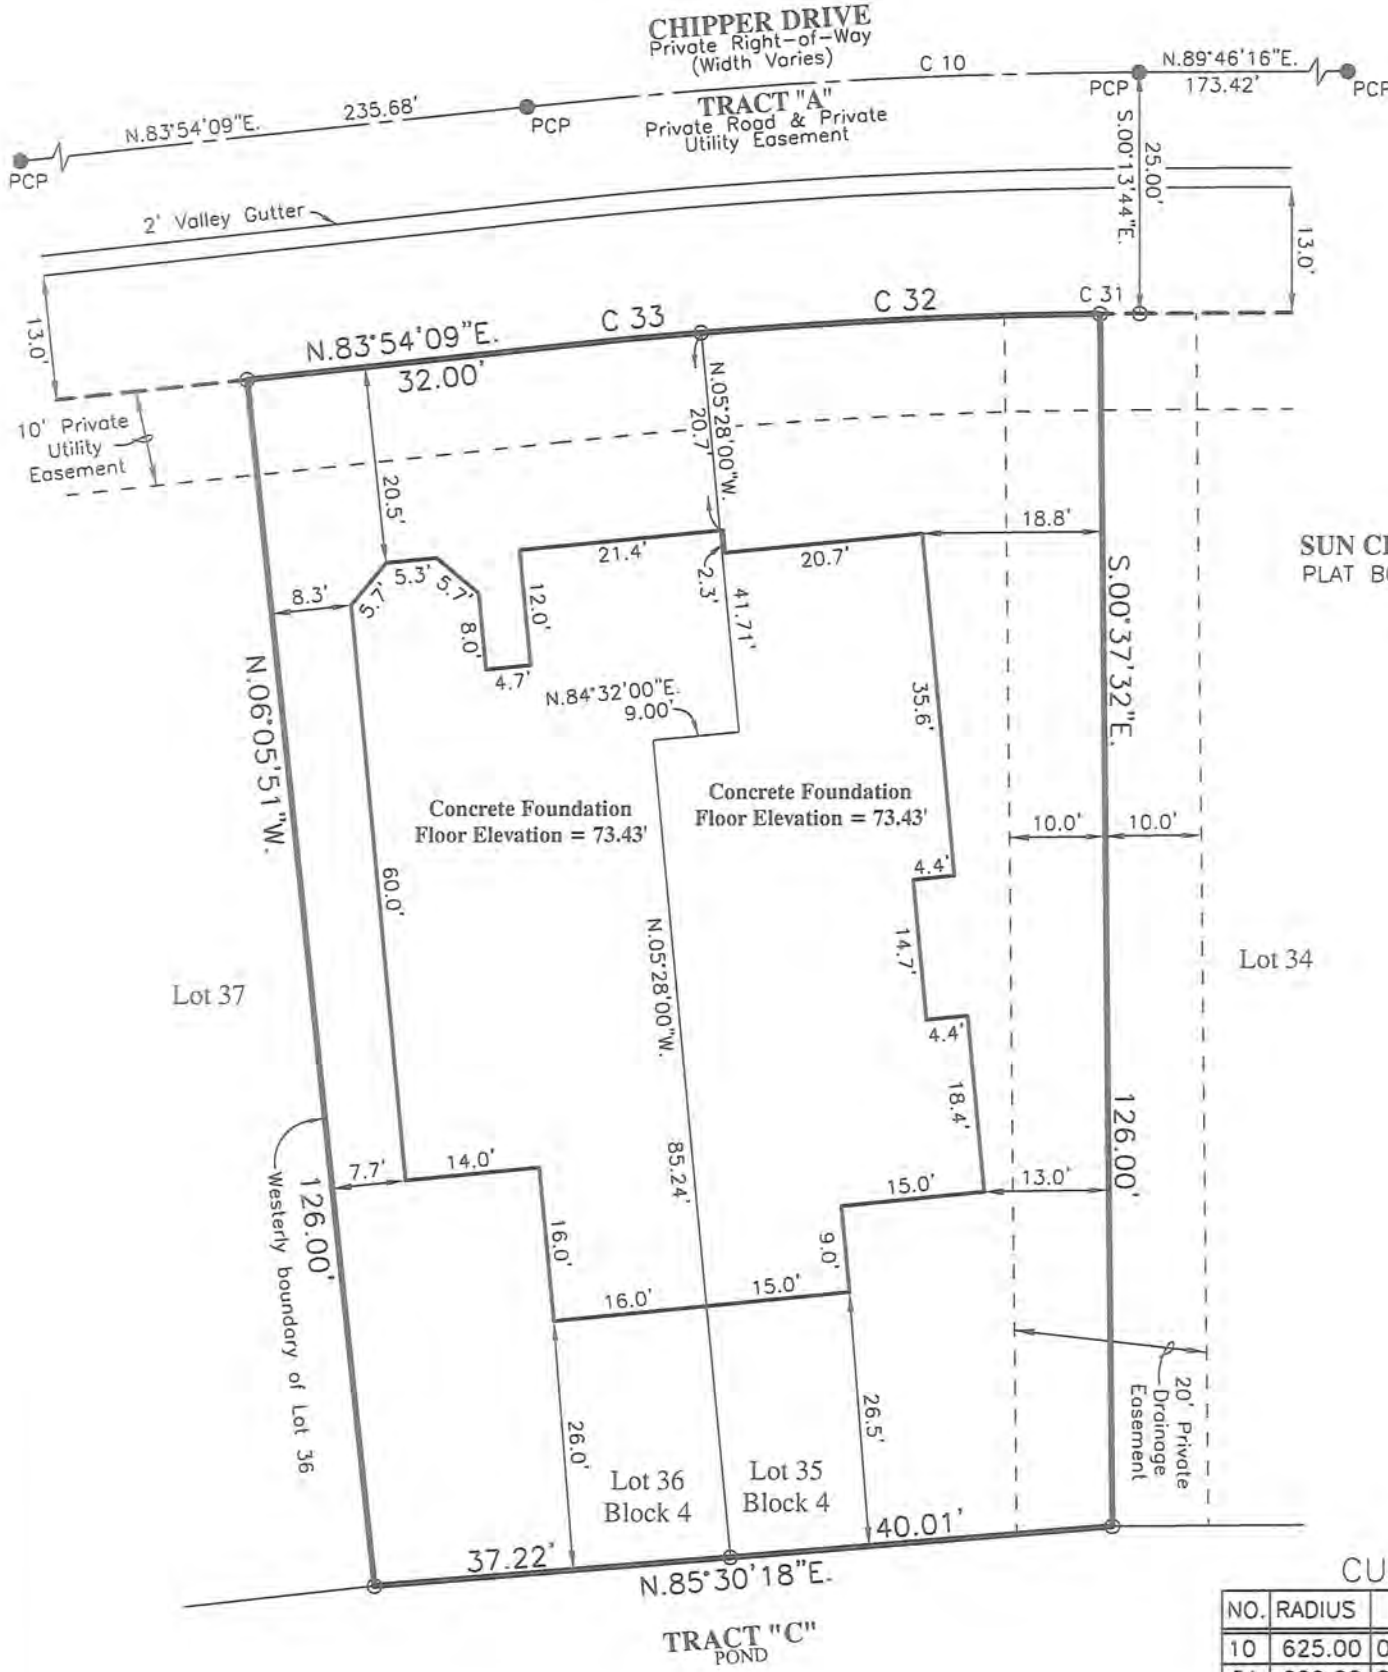 CHIPPER DRIVE
Private Right-of-Way
(Width Varies)
C 10
N.89°46'16"E.
173.42'
PCP
PCP
N.83°54'09"E.
235.68'
PCP
PCP
TRACT "A"
Private Road & Private
Utility Easement
S.00°13'44"E.
25.00'
2' Valley Gutter
13.0'
13.0'
C 31
C 32
C 33
N.83°54'09"E.
32.00'
10' Private
Utility
Easement
N.05°28'00"W.
20.7'
20.5'
18.8'
21.4'
20.7'
2.3'
5.3'
5.7'
5.7'
8.3'
12.0'
8.0'
4.7'
41.71'
SUN C
PLAT B
S.00°37'32"E.
N.06°05'51"W.
N.84°32'00"E.
9.00'
35.6'
Concrete Foundation
Floor Elevation = 73.43'
Concrete Foundation
Floor Elevation = 73.43'
10.0'
10.0'
4.4'
60.0'
14.7'
N.05°28'00"W.
Lot 37
Lot 34
4.4'
18.4'
126.00'
85.24'
7.7'
14.0'
15.0'
13.0'
126.00'
Westerly boundary of Lot 36
16.0'
9.0'
16.0'
15.0'
20' Private
Drainage
Easement
26.0'
26.5'
Lot 36
Block 4
Lot 35
Block 4
37.22'
40.01'
N.85°30'18"E.
TRACT "C"
POND
CU
NO. RADIUS
10 625.00 0